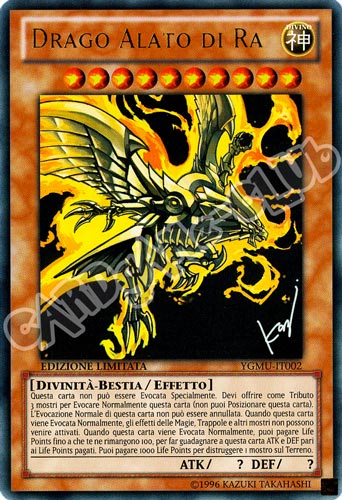 DRAGO ALATO DI RA
DIVINO
神
EDIZIONE LIMITATA YGMU-IT002
[DIVINITÀ-BESTIA / EFFETTO]
Questa carta non può essere Evocata Specialmente. Devi offrire come Tributo
3 mostri per Evocare Normalmente questa carta (non puoi Posizionare questa carta).
L'Evocazione Normale di questa carta non può essere annullata. Quando questa carta
viene Evocata Normalmente, gli effetti delle Magie, Trappole e altri mostri non possono
venire attivati. Quando questa carta viene Evocata Normalmente, puoi pagare Life
Points fino a che te ne rimangono 100, per far guadagnare a questa carta ATK e DEF pari
ai Life Points pagati. Puoi pagare 1000 Life Points per distruggere 1 mostro sul Terreno.
ATK / ? DEF / ?
©1996 KAZUKI TAKAHASHI